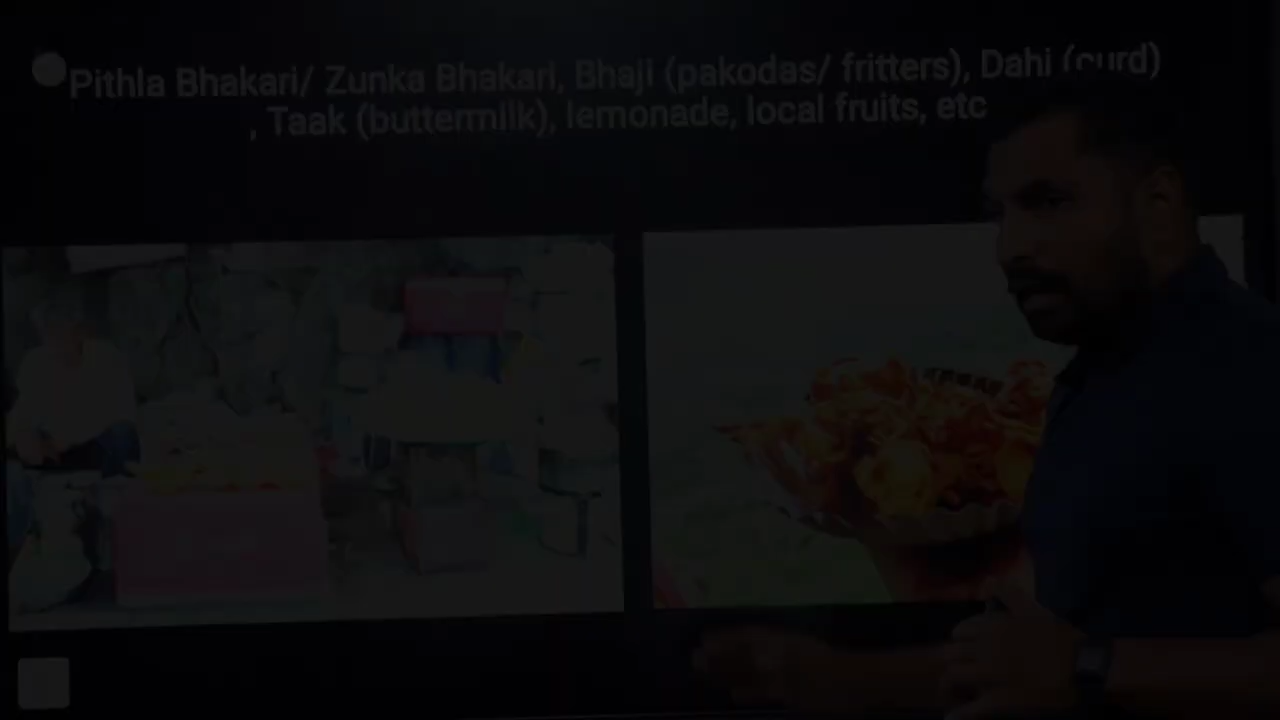 Pithla Bhakari/ Zunka Bhakari, Bhaji (pakodas/ fritters), Dahi (curd)
, Taak (buttermilk), lemonade, local fruits, etc